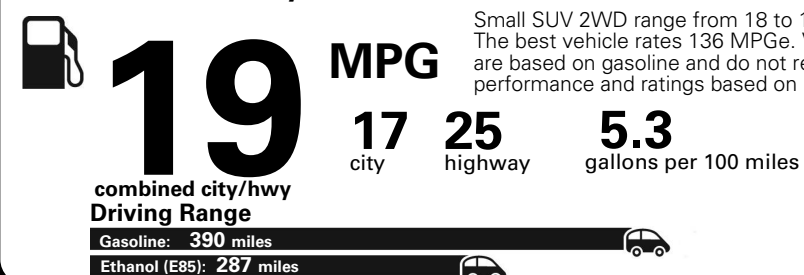 Small SUV 2WD range from 18 to
The best vehicle rates 136 MPGe.
are based on gasoline and do not
performance and ratings based on
19
MPG
17
25
5.3
city
highway
gallons per 100 miles
combined city/hwy
Driving Range
Gasoline: 390 miles
Ethanol (E85): 287 miles